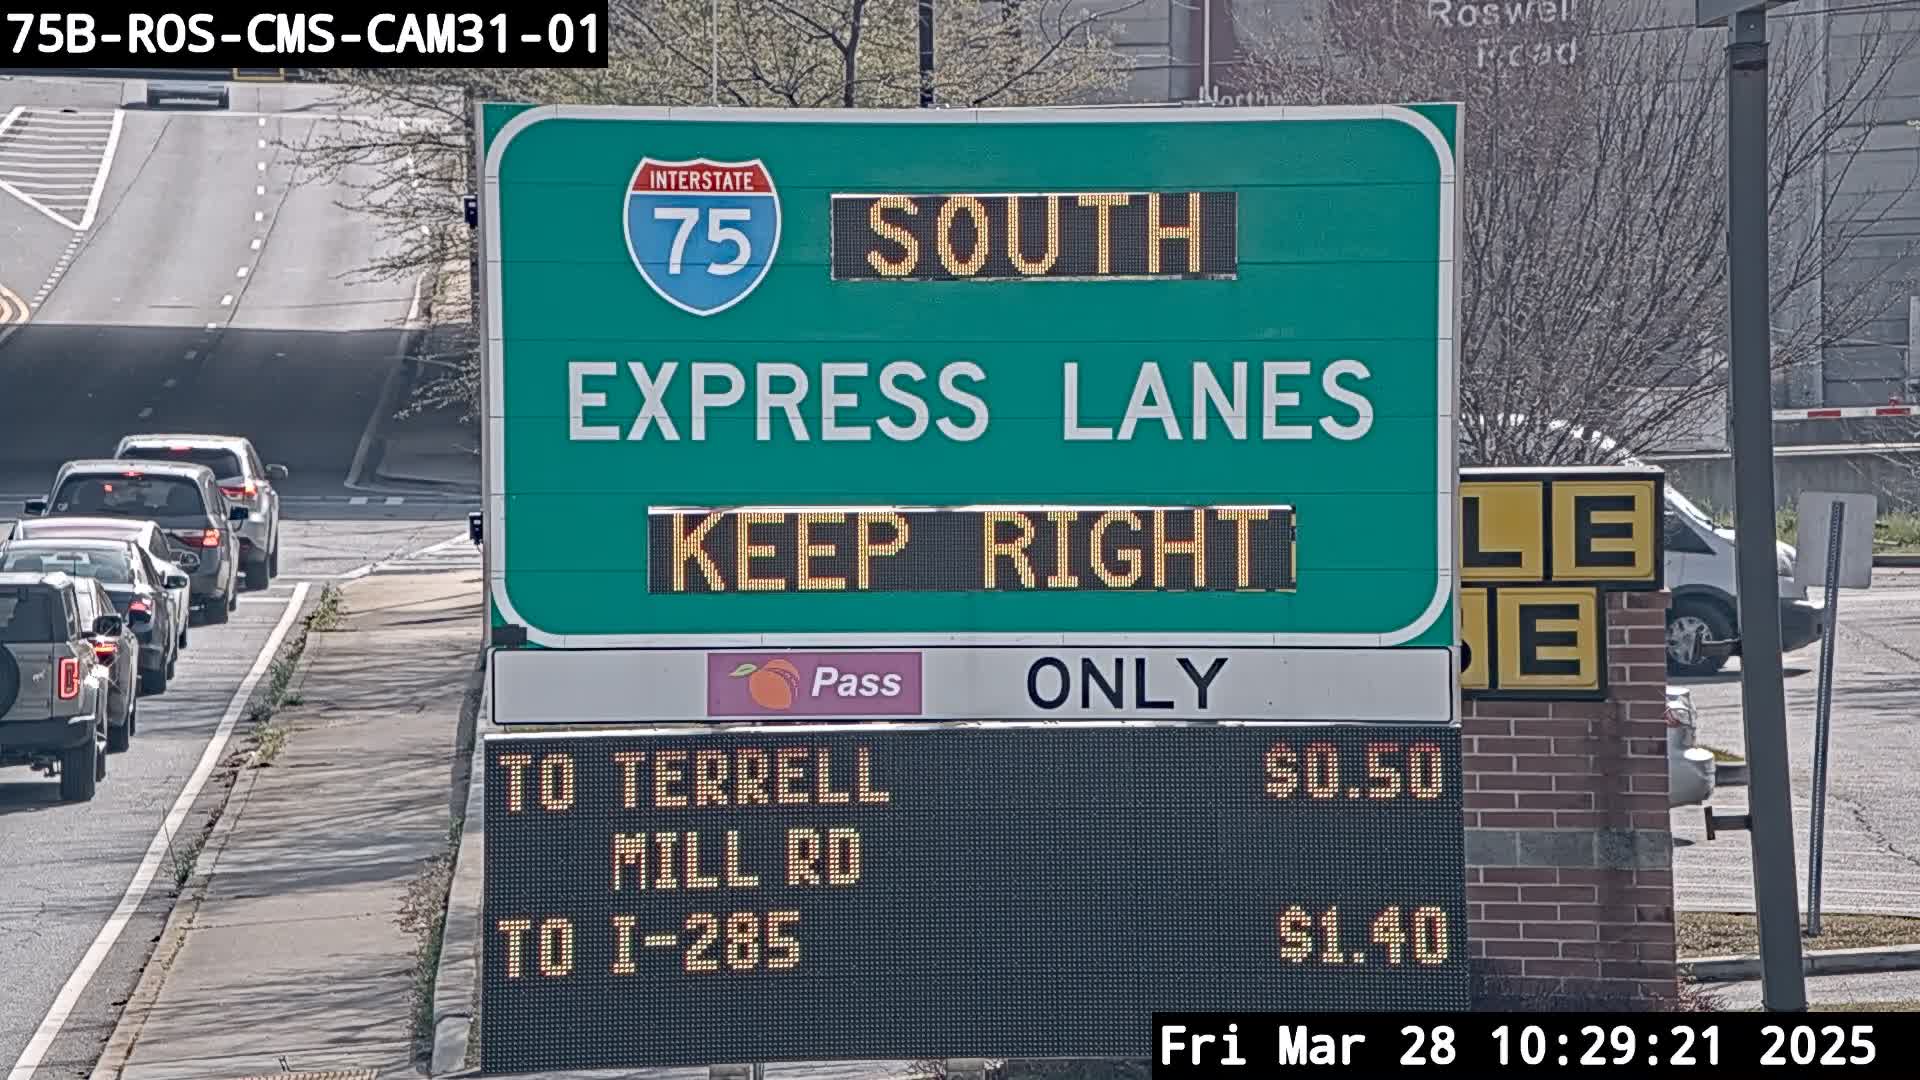 75B-ROS-CMS-CAM31-01
Roswell
Road
INTERSTATE
75
SOUTH
EXPRESS LANES
KEEP RIGHT
LE
E
Pass ONLY
TO TERRELL $0.50
MILL RD
TO I-285 $1.40
Fri Mar 28 10:29:21 2025